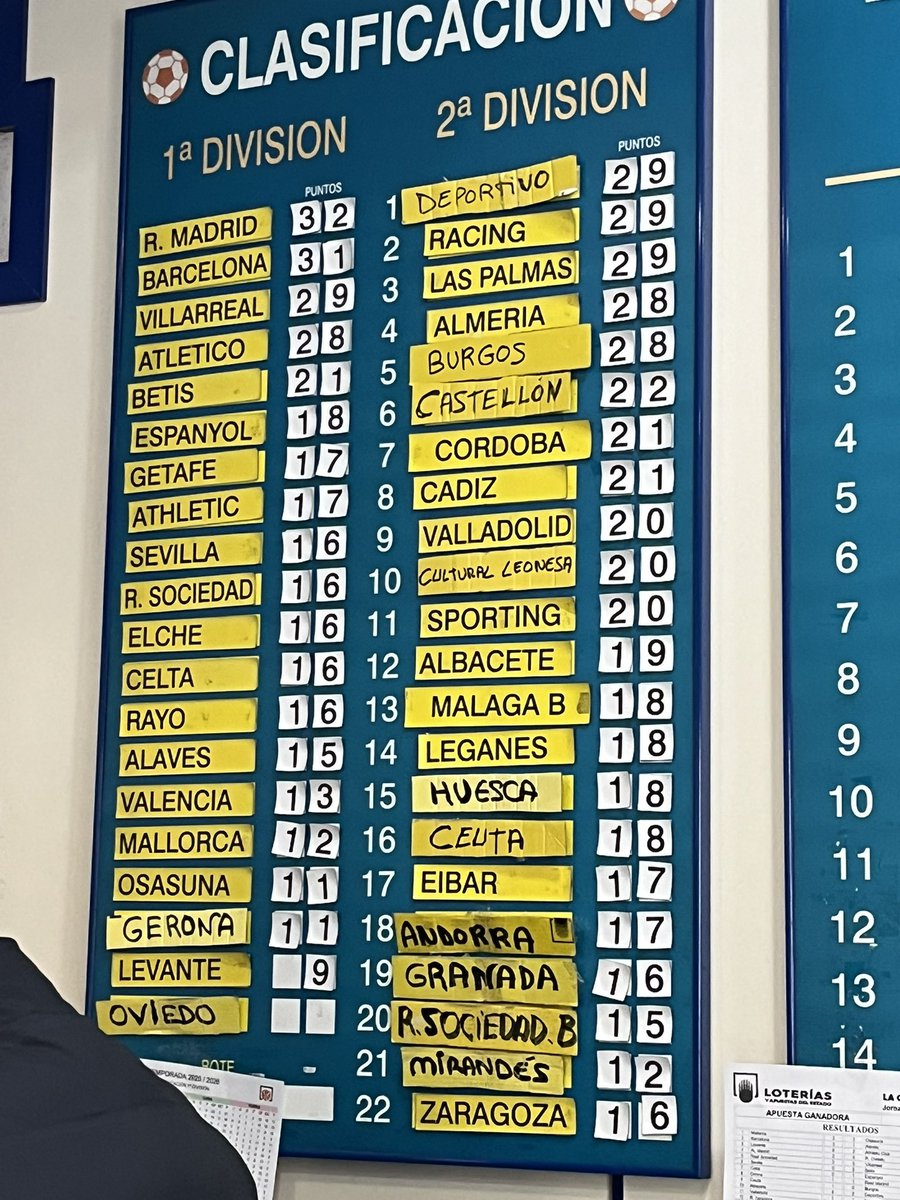 CLASIFICACION
1ª DIVISION
2ª DIVISION
PUNTOS
PUNTOS
R. MADRID 32 1 DEPORTIVO 29
BARCELONA 31 2 RACING 29
VILLARREAL 29 3 LAS PALMAS 29
ATLETICO 28 4 ALMERIA 28
BETIS 21 5 BURGOS 28
ESPANYOL 18 6 CASTELLÓN 22
GETAFE 17 7 CORDOBA 21
ATHLETIC 17 8 CADIZ 21
SEVILLA 16 9 VALLADOLID 20
R. SOCIEDAD 16 10 CULTURAL LEONESA 20
ELCHE 16 11 SPORTING 20
CELTA 16 12 ALBACETE 19
RAYO 16 13 MALAGA B 18
ALAVES 15 14 LEGANES 18
VALENCIA 13 15 HUESCA 18
MALLORCA 12 16 CEUTA 18
OSASUNA 11 17 EIBAR 17
GERONA 11 18 ANDORRA 17
LEVANTE 9 19 GRANADA 16
OVIEDO 20 R.SOCIEDAD.B 15
21 MIRANDÉS 12
22 ZARAGOZA 16
BOTE
1
2
3
4
5
6
7
8
9
10
11
12
13
14
LOTERÍAS
Y APUESTAS DEL ESTADO
APUESTA GANADORA
RESULTADOS